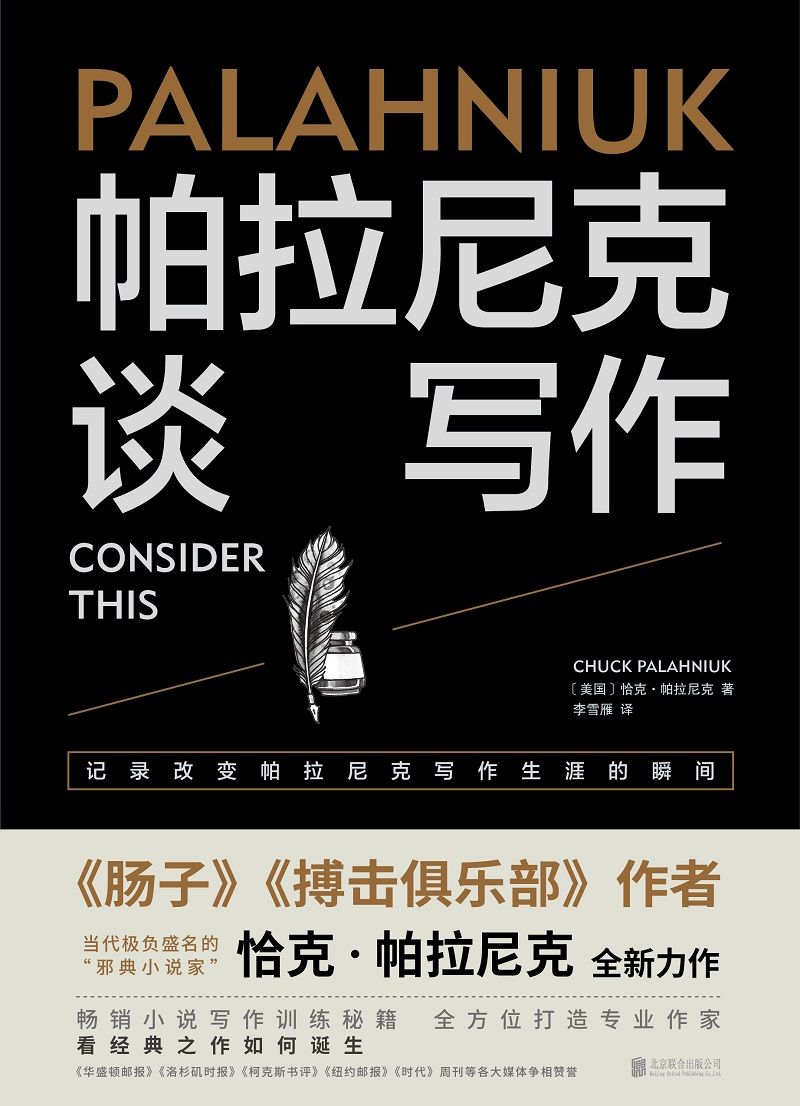 PALAHNIUK
帕拉尼克
谈 写作
CONSIDER
THIS
CHUCK PALAHNIUK
〔美国〕恰克·帕拉尼克 著
李雪雁 译
记录改变帕拉尼克写作生涯的瞬间
《肠子》《搏击俱乐部》作者
当代极负盛名的
“邪典小说家”
恰克·帕拉尼克 全新力作
畅销小说写作训练秘籍 全方位打造专业作家
看经典之作如何诞生
《华盛顿邮报》《洛杉矶时报》《柯克斯书评》《纽约邮报》《时代》周刊等各大媒体争相赞誉
北京联合出版公司
Beijing United Publishing Co.,Ltd.